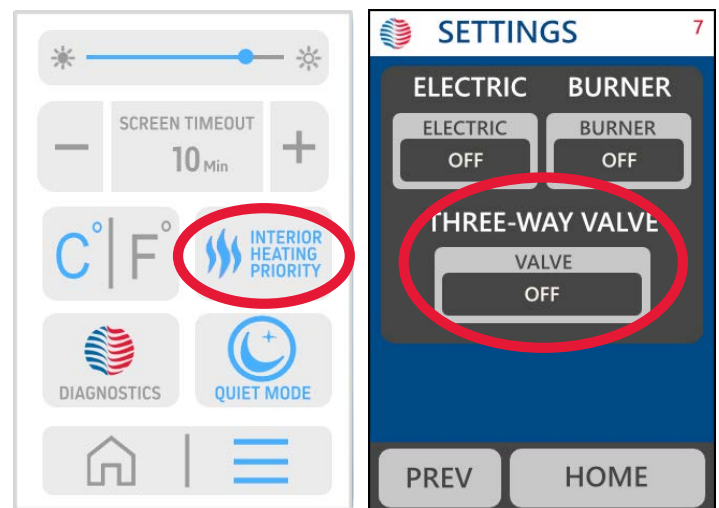 SCREEN TIMEOUT
10 Min
C° | F°
INTERIOR
HEATING
PRIORITY
DIAGNOSTICS
QUIET MODE
SETTINGS
7
ELECTRIC BURNER
ELECTRIC
OFF
BURNER
OFF
THREE-WAY VALVE
VALVE
OFF
PREV
HOME